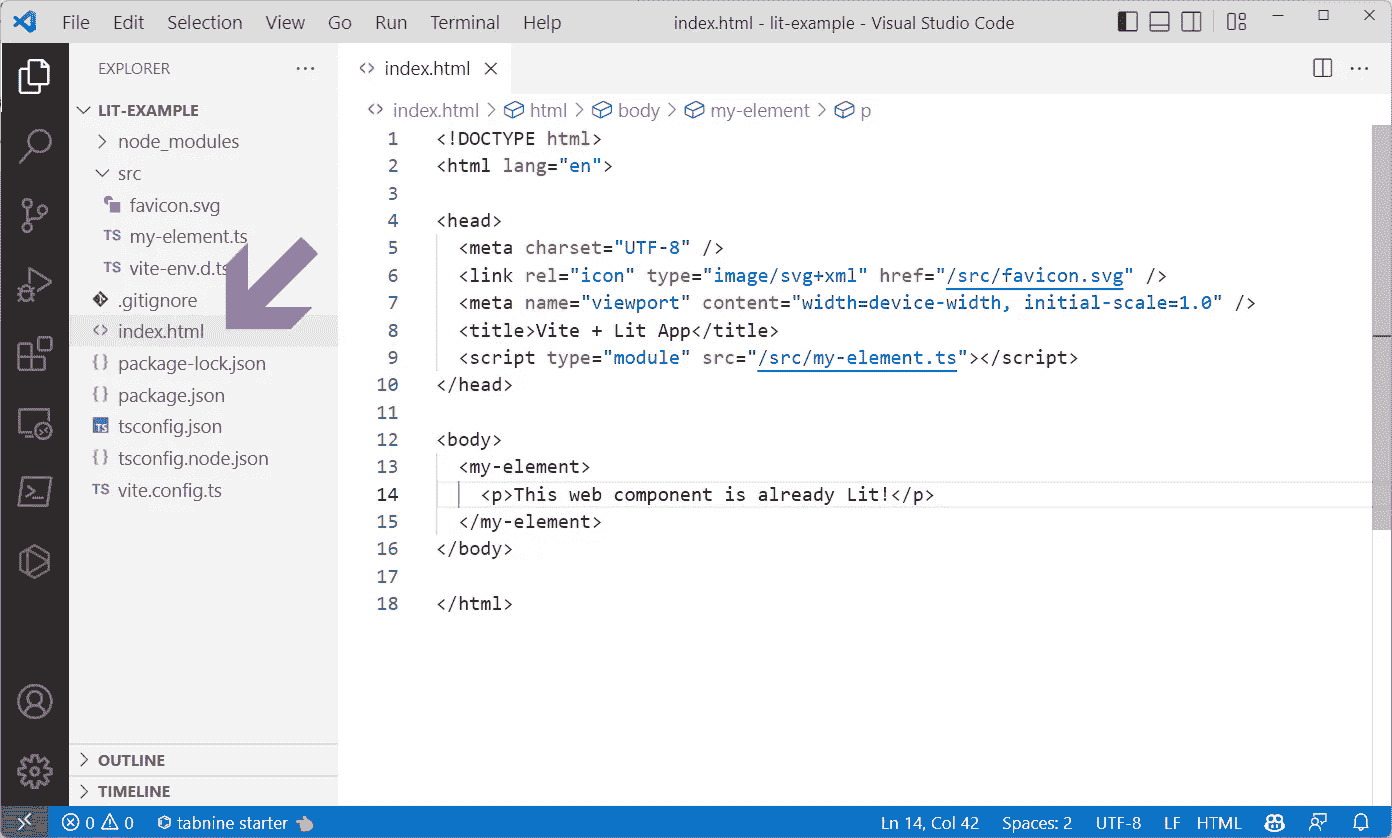 File Edit Selection View Go Run Terminal Help index.html - lit-example - Visual Studio Code
EXPLORER
LIT-EXAMPLE
node_modules
src
favicon.svg
TS my-element.ts
TS vite-env.d.ts
.gitignore
<> index.html
{} package-lock.json
{} package.json
TS tsconfig.json
{} tsconfig.node.json
TS vite.config.ts
OUTLINE
TIMELINE
<> index.html
<> index.html > html > body > my-element > p
1 <!DOCTYPE html>
2 <html lang="en">
3
4 <head>
5 <meta charset="UTF-8" />
6 <link rel="icon" type="image/svg+xml" href="/src/favicon.svg" />
7 <meta name="viewport" content="width=device-width, initial-scale=1.0" />
8 <title>Vite + Lit App</title>
9 <script type="module" src="/src/my-element.ts"></script>
10 </head>
11
12 <body>
13 <my-element>
14 <p>This web component is already Lit!</p>
15 </my-element>
16 </body>
17
18 </html>
0 0 tabnine starter Ln 14, Col 42 Spaces: 2 UTF-8 LF HTML